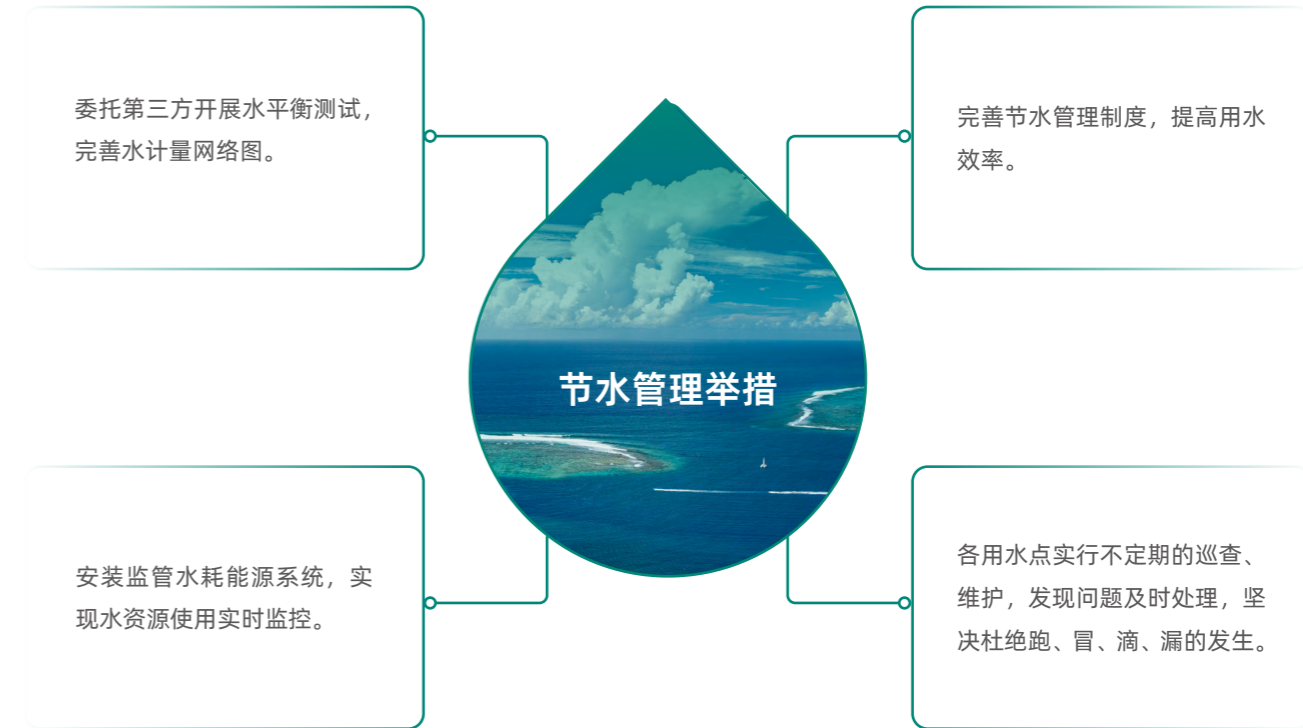 委托第三方开展水平衡测试，
完善水计量网络图。
完善节水管理制度，提高用水
效率。
节水管理举措
安装监管水耗能源系统，实
现水资源使用实时监控。
各用水点实行不定期的巡查、
维护，发现问题及时处理，坚
决杜绝跑、冒、滴、漏的发生。